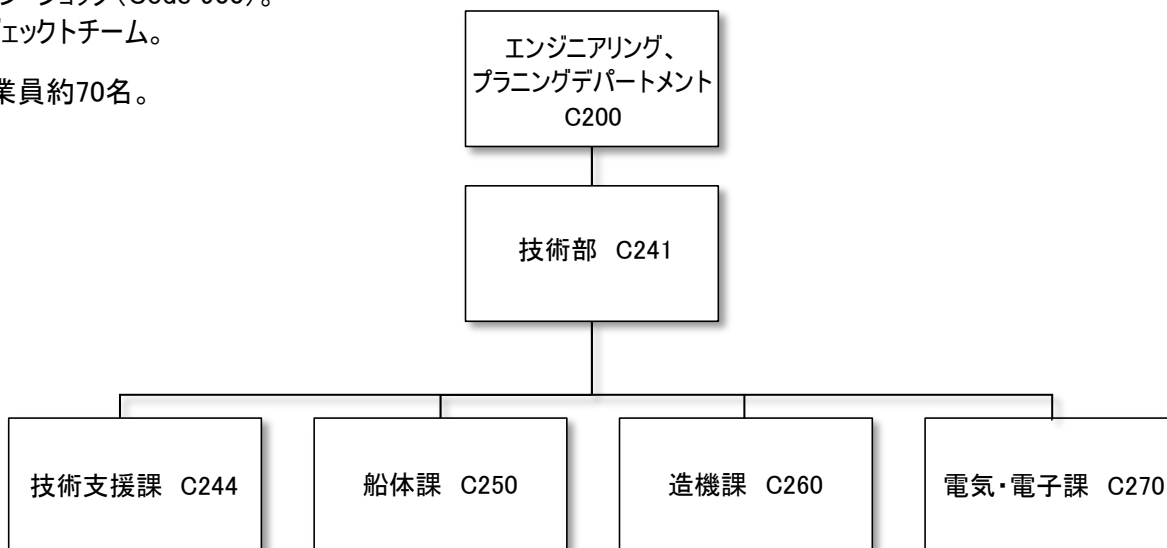 ェクトチーム。
業員約70名。
エンジニアリング、
プラニングデパートメント
C200
技術部 C241
技術支援課 C244
船体課 C250
造機課 C260
電気・電子課 C270